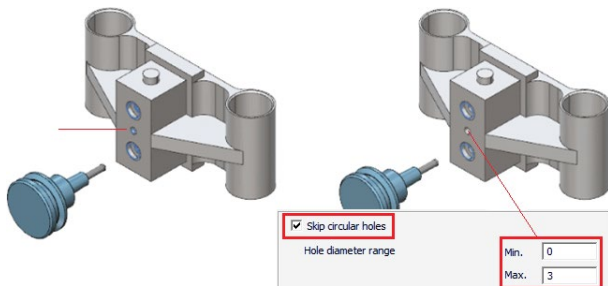 Skip circular holes
Hole diameter range
Min. 0
Max. 3